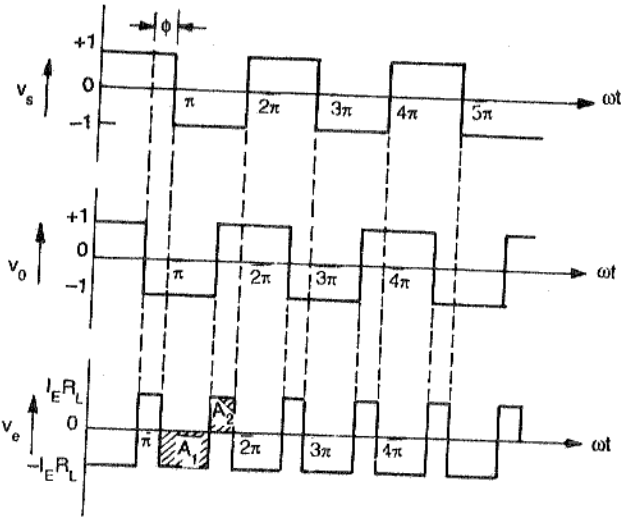 ϕ
+1
0
v_s
−1
π 2π 3π 4π 5π
ωt
+1
0
v_o
−1
π 2π 3π 4π
ωt
I_E R_L
0
v_e
−I_E R_L
A_1
A_2
π 2π 3π 4π
ωt